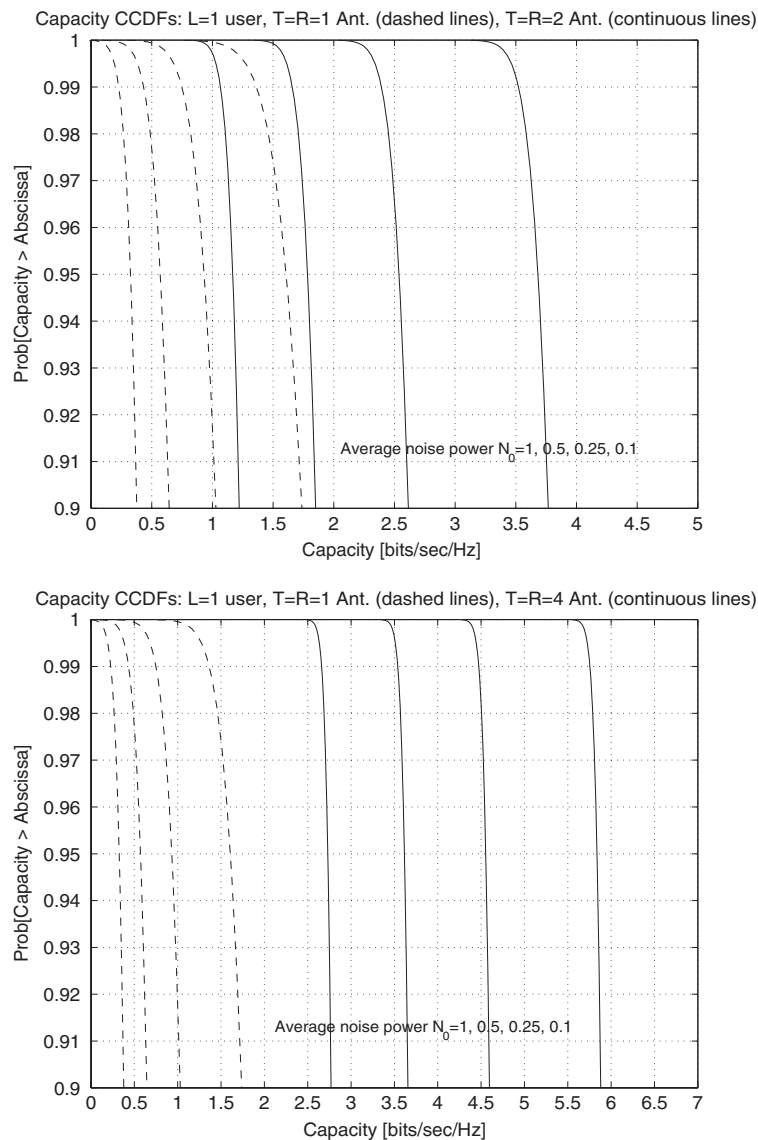 Capacity CCDFs: L=1 user, T=R=1 Ant. (dashed lines), T=R=2 Ant. (continuous lines)
1
0.99
0.98
0.97
0.96
0.95
0.94
0.93
0.92
0.91
0.9
Prob[Capacity > Abscissa]
Average noise power N0=1, 0.5, 0.25, 0.1
0 0.5 1 1.5 2 2.5 3 3.5 4 4.5 5
Capacity [bits/sec/Hz]
Capacity CCDFs: L=1 user, T=R=1 Ant. (dashed lines), T=R=4 Ant. (continuous lines)
1
0.99
0.98
0.97
0.96
0.95
0.94
0.93
0.92
0.91
0.9
Prob[Capacity > Abscissa]
Average noise power N0=1, 0.5, 0.25, 0.1
0 0.5 1 1.5 2 2.5 3 3.5 4 4.5 5 5.5 6 6.5 7
Capacity [bits/sec/Hz]